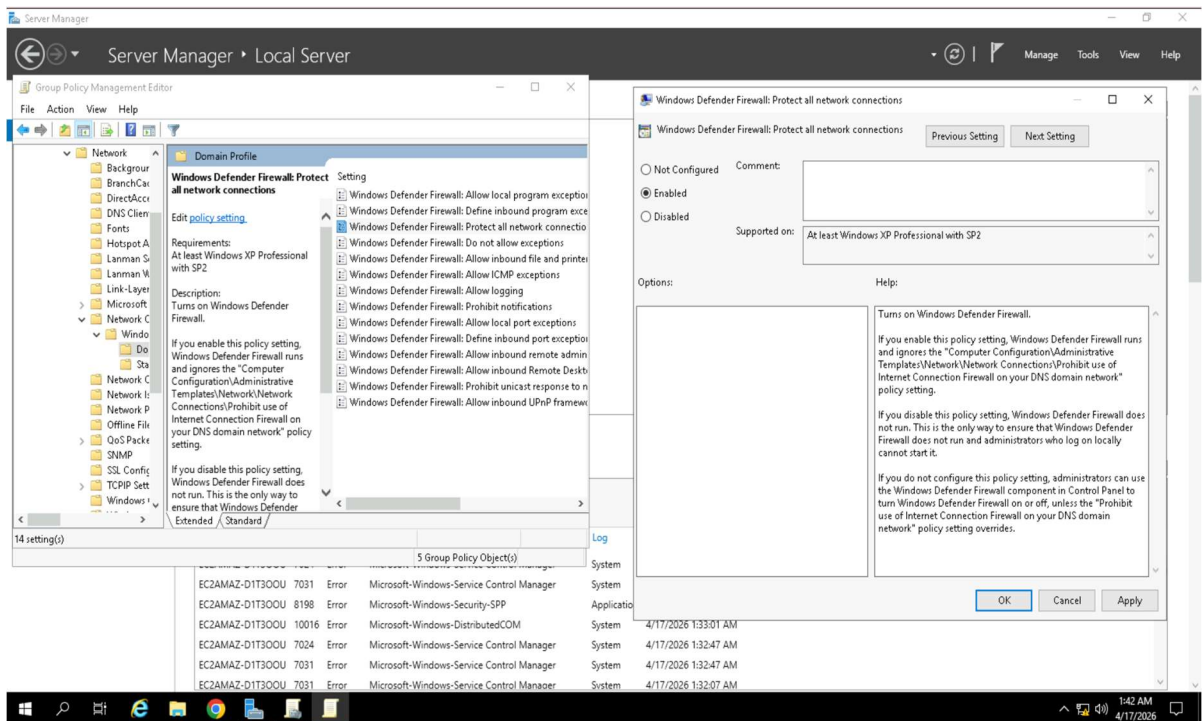 Server Manager
Server Manager • Local Server
Manage Tools View Help
Group Policy Management Editor
File Action View Help
Network
Backgrour
BranchCac
DirectAcce
DNS Clien
Fonts
Hotspot A
Lanman S
Lanman W
Link-Layer
Microsoft
Network C
Windo
Do
Sta
Network C
Network Is
Network P
Offline File
QoS Packe
SNMP
SSL Config
TCPIP Sett
Windows
Domain Profile
Windows Defender Firewall: Protect
all network connections
Edit policy setting
Requirements:
At least Windows XP Professional
with SP2
Description:
Turns on Windows Defender
Firewall.
If you enable this policy setting,
Windows Defender Firewall runs
and ignores the "Computer
Configuration\Administrative
Templates\Network\Network
Connections\Prohibit use of
Internet Connection Firewall on
your DNS domain network" policy
setting.
If you disable this policy setting,
Windows Defender Firewall does
not run. This is the only way to
ensure that Windows Defender
Setting
Windows Defender Firewall: Allow local program exceptio
Windows Defender Firewall: Define inbound program exce
Windows Defender Firewall: Protect all network connectio
Windows Defender Firewall: Do not allow exceptions
Windows Defender Firewall: Allow inbound file and printe
Windows Defender Firewall: Allow ICMP exceptions
Windows Defender Firewall: Allow logging
Windows Defender Firewall: Prohibit notifications
Windows Defender Firewall: Allow local port exceptions
Windows Defender Firewall: Define inbound port exceptio
Windows Defender Firewall: Allow inbound remote admin
Windows Defender Firewall: Allow inbound Remote Deskt
Windows Defender Firewall: Prohibit unicast response to n
Windows Defender Firewall: Allow inbound UPnP framewo
Extended Standard
14 setting(s)
5 Group Policy Object(s)
Windows Defender Firewall: Protect all network connections
Windows Defender Firewall: Protect all network connections
Previous Setting Next Setting
Not Configured
Enabled
Disabled
Comment:
Supported on:
At least Windows XP Professional with SP2
Options:
Help:
Turns on Windows Defender Firewall.
If you enable this policy setting, Windows Defender Firewall runs
and ignores the "Computer Configuration\Administrative
Templates\Network\Network Connections\Prohibit use of
Internet Connection Firewall on your DNS domain network"
policy setting.
If you disable this policy setting, Windows Defender Firewall does
not run. This is the only way to ensure that Windows Defender
Firewall does not run and administrators who log on locally
cannot start it.
If you do not configure this policy setting, administrators can use
the Windows Defender Firewall component in Control Panel to
turn Windows Defender Firewall on or off, unless the "Prohibit
use of Internet Connection Firewall on your DNS domain
network" policy setting overrides.
OK Cancel Apply
Log
System
EC2AMAZ-D1T3OOU 7031 Error Microsoft-Windows-Service Control Manager System
EC2AMAZ-D1T3OOU 8198 Error Microsoft-Windows-Security-SPP Applicatio
EC2AMAZ-D1T3OOU 10016 Error Microsoft-Windows-DistributedCOM System 4/17/2026 1:33:01 AM
EC2AMAZ-D1T3OOU 7024 Error Microsoft-Windows-Service Control Manager System 4/17/2026 1:32:47 AM
EC2AMAZ-D1T3OOU 7031 Error Microsoft-Windows-Service Control Manager System 4/17/2026 1:32:47 AM
EC2AMAZ-D1T3OOU 7031 Error Microsoft-Windows-Service Control Manager System 4/17/2026 1:32:07 AM
1:42 AM
4/17/2026